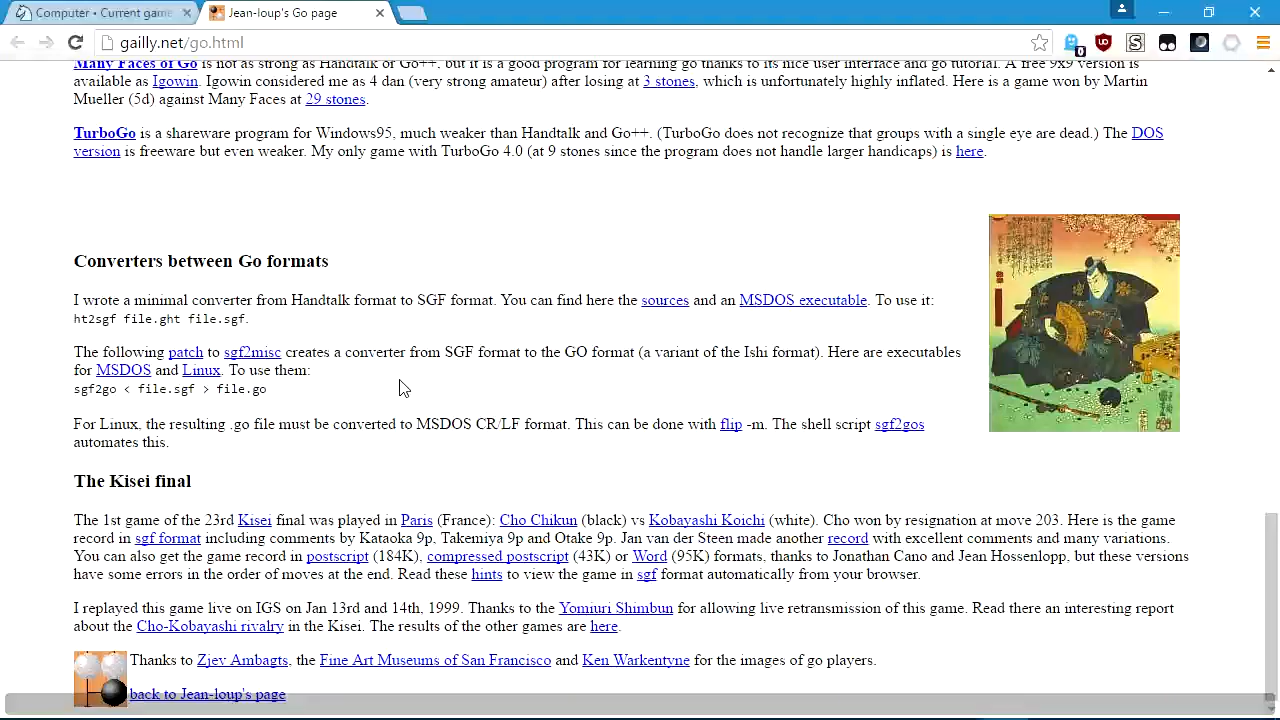 Computer • Current game
Jean-loup's Go page
gailly.net/go.html
0
Many Faces of Go is not as strong as Handtalk or Go++, but it is a good program for learning go thanks to its nice user interface and go tutorial. A free 9x9 version is
available as Igowin. Igowin considered me as 4 dan (very strong amateur) after losing at 3 stones, which is unfortunately highly inflated. Here is a game won by Martin
Mueller (5d) against Many Faces at 29 stones.
TurboGo is a shareware program for Windows95, much weaker than Handtalk and Go++. (TurboGo does not recognize that groups with a single eye are dead.) The DOS
version is freeware but even weaker. My only game with TurboGo 4.0 (at 9 stones since the program does not handle larger handicaps) is here.
Converters between Go formats
I wrote a minimal converter from Handtalk format to SGF format. You can find here the sources and an MSDOS executable. To use it:
ht2sgf file.ght file.sgf.
The following patch to sgf2misc creates a converter from SGF format to the GO format (a variant of the Ishi format). Here are executables
for MSDOS and Linux. To use them:
sgf2go < file.sgf > file.go
For Linux, the resulting .go file must be converted to MSDOS CR/LF format. This can be done with flip -m. The shell script sgf2gos
automates this.
The Kisei final
The 1st game of the 23rd Kisei final was played in Paris (France): Cho Chikun (black) vs Kobayashi Koichi (white). Cho won by resignation at move 203. Here is the game
record in sgf format including comments by Kataoka 9p, Takemiya 9p and Otake 9p. Jan van der Steen made another record with excellent comments and many variations.
You can also get the game record in postscript (184K), compressed postscript (43K) or Word (95K) formats, thanks to Jonathan Cano and Jean Hossenlopp, but these versions
have some errors in the order of moves at the end. Read these hints to view the game in sgf format automatically from your browser.
I replayed this game live on IGS on Jan 13rd and 14th, 1999. Thanks to the Yomiuri Shimbun for allowing live retransmission of this game. Read there an interesting report
about the Cho-Kobayashi rivalry in the Kisei. The results of the other games are here.
Thanks to Zjev Ambagts, the Fine Art Museums of San Francisco and Ken Warkentyne for the images of go players.
back to Jean-loup's page